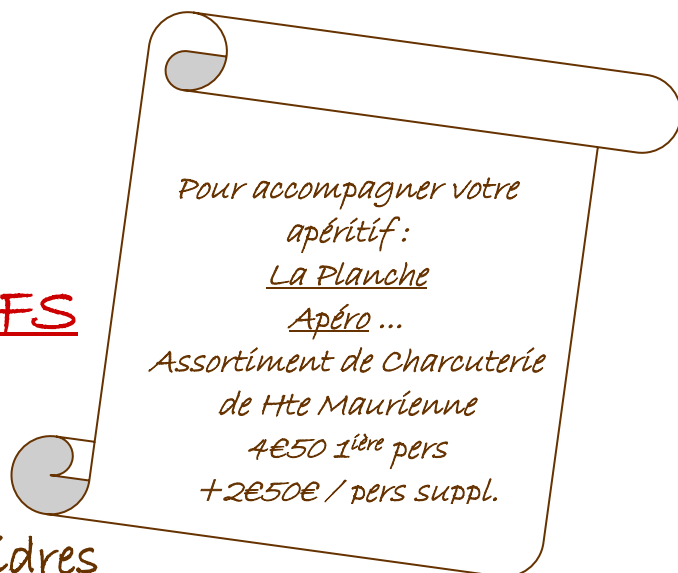 Pour accompagner votre
apéritif :
La Planche
Apéro ...
FS
Assortiment de Charcuterie
de Hte Maurienne
4€50 1ière pers
+2€50€ / pers suppl.
idres